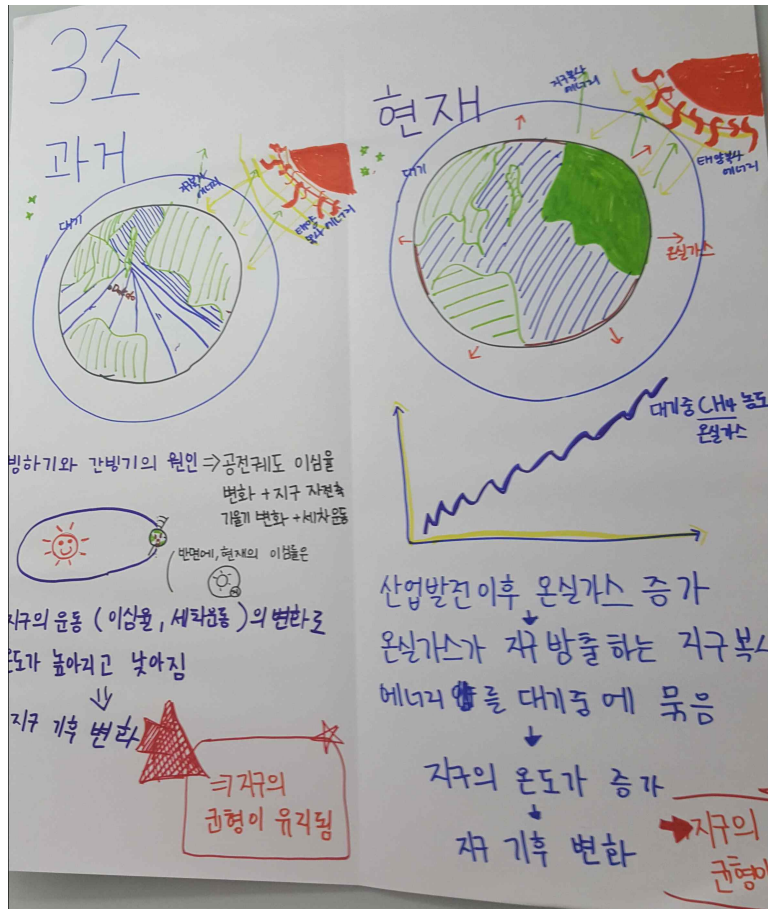 3조
과거
지구복사
에너지
대기
태양
복사 에너지
Dokdo
빙하기와 간빙기의 원인 ⇒ 공전궤도 이심율
변화 + 지구 자전축
기울기 변화 + 세차운동
반면에, 현재의 이심률은
지구의 운동 (이심율, 세차운동)의 변화로
온도가 높아지고 낮아짐
⇓
지구 기후 변화
⇒ 지구의
균형이 유지됨
현재
지구복사
에너지
대기
태양복사
에너지
온실가스
대기중 CH4 농도
온실가스
산업발전이후 온실가스 증가
온실가스가 지구 방출하는 지구복사
에너지를 대기중에 묶음
지구의 온도가 증가
지구 기후 변화
지구의
균형이